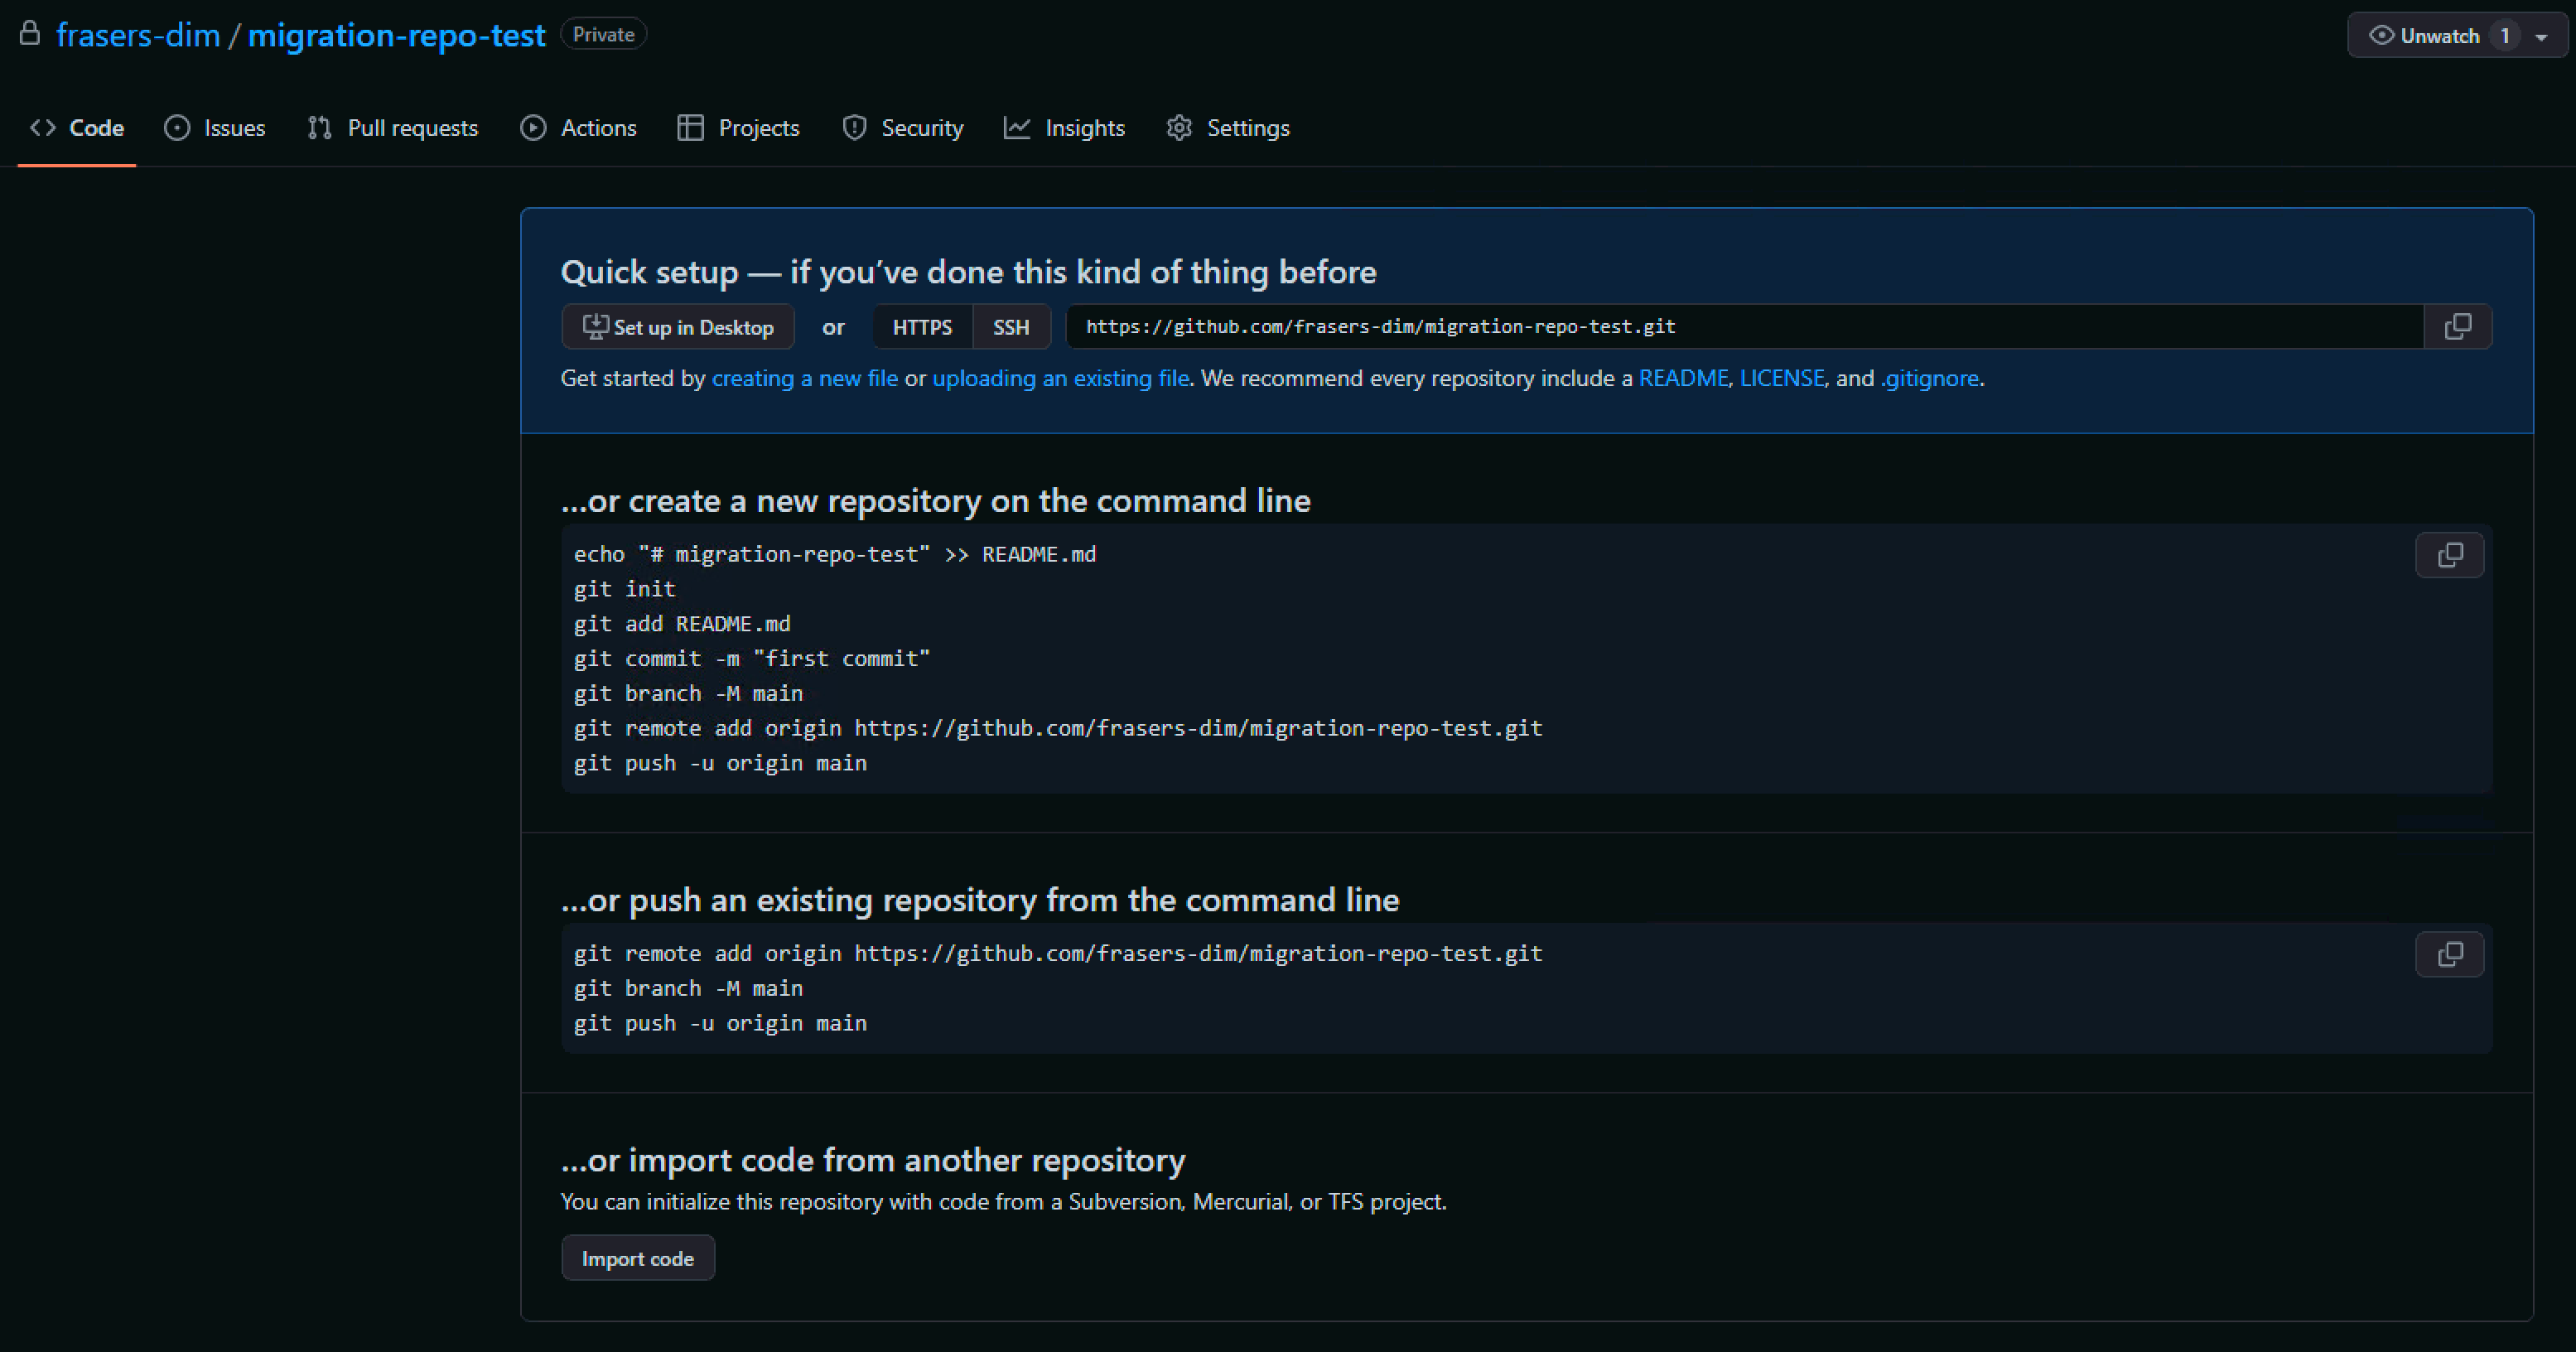 frasers-dim / migration-repo-test Private
Unwatch 1
Code Issues Pull requests Actions Projects Security Insights Settings
Quick setup — if you’ve done this kind of thing before
Set up in Desktop or HTTPS SSH https://github.com/frasers-dim/migration-repo-test.git
Get started by creating a new file or uploading an existing file. We recommend every repository include a README, LICENSE, and .gitignore.
…or create a new repository on the command line
echo "# migration-repo-test" >> README.md
git init
git add README.md
git commit -m "first commit"
git branch -M main
git remote add origin https://github.com/frasers-dim/migration-repo-test.git
git push -u origin main
…or push an existing repository from the command line
git remote add origin https://github.com/frasers-dim/migration-repo-test.git
git branch -M main
git push -u origin main
…or import code from another repository
You can initialize this repository with code from a Subversion, Mercurial, or TFS project.
Import code